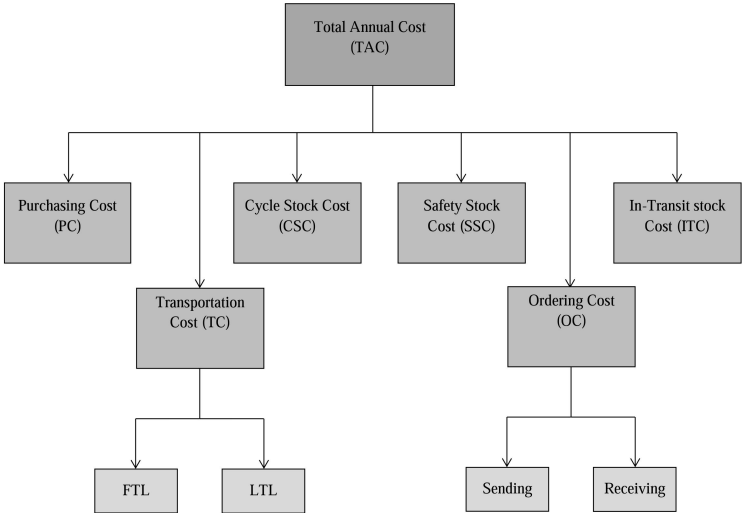 Total Annual Cost
(TAC)
Purchasing Cost
(PC)
Cycle Stock Cost
(CSC)
Safety Stock
Cost (SSC)
In-Transit stock
Cost (ITC)
Transportation
Cost (TC)
Ordering Cost
(OC)
FTL
LTL
Sending
Receiving